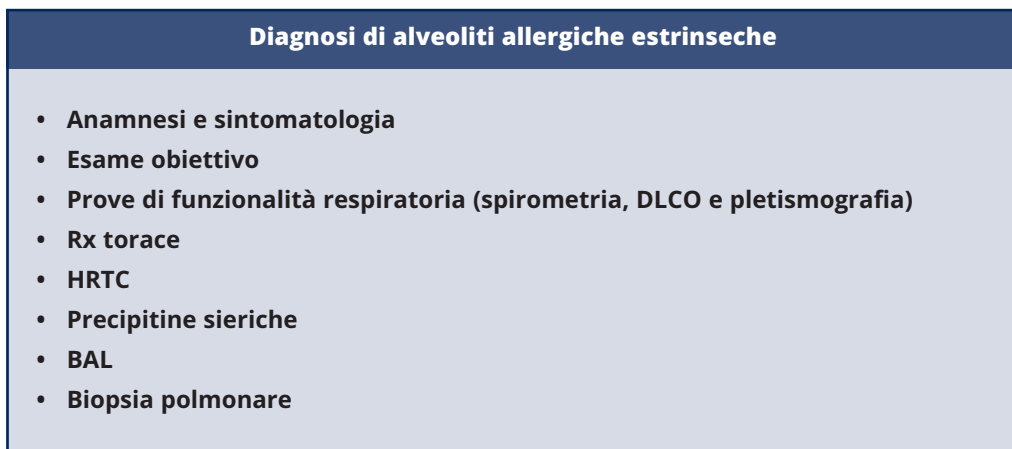 Diagnosi di alveoliti allergiche estrinseche
• Anamnesi e sintomatologia
• Esame obiettivo
• Prove di funzionalità respiratoria (spirometria, DLCO e pletismografia)
• Rx torace
• HRTC
• Precipitine sieriche
• BAL
• Biopsia polmonare